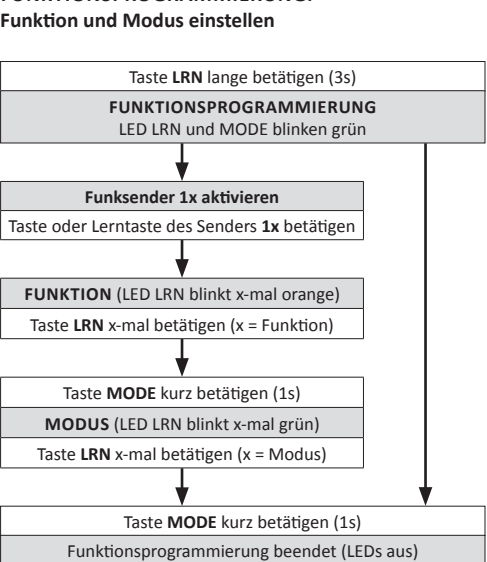 FUNKTIONSPROGRAMMIERUNG:
Funktion und Modus einstellen
Taste LRN lange betätigen (3s)
FUNKTIONSPROGRAMMIERUNG
LED LRN und MODE blinken grün
Funksender 1x aktivieren
Taste oder Lerntaste des Senders 1x betätigen
FUNKTION (LED LRN blinkt x-mal orange)
Taste LRN x-mal betätigen (x = Funktion)
Taste MODE kurz betätigen (1s)
MODUS (LED LRN blinkt x-mal grün)
Taste LRN x-mal betätigen (x = Modus)
Taste MODE kurz betätigen (1s)
Funktionsprogrammierung beendet (LEDs aus)